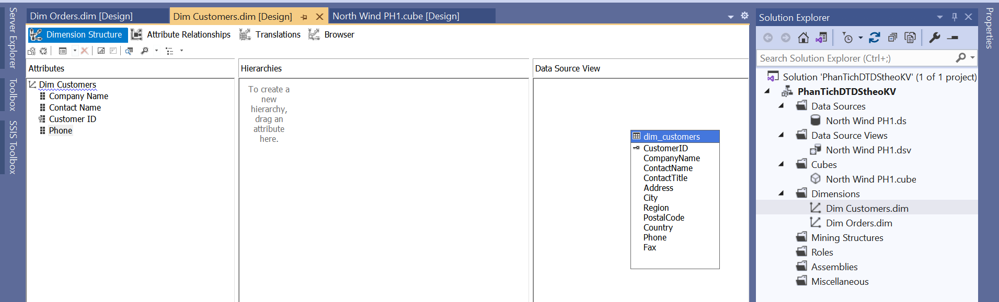 Server Explorer
Toolbox
SSIS Toolbox
Dim Orders.dim [Design]
Dim Customers.dim [Design]
North Wind PH1.cube [Design]
Dimension Structure
Attribute Relationships
Translations
Browser
Attributes
Dim Customers
Company Name
Contact Name
Customer ID
Phone
Hierarchies
To create a
new
hierarchy,
drag an
attribute
here.
Data Source View
dim_customers
CustomerID
CompanyName
ContactName
ContactTitle
Address
City
Region
PostalCode
Country
Phone
Fax
Solution Explorer
Search Solution Explorer (Ctrl+;)
Solution 'PhanTichDTDStheoKV' (1 of 1 project)
PhanTichDTDStheoKV
Data Sources
North Wind PH1.ds
Data Source Views
North Wind PH1.dsv
Cubes
North Wind PH1.cube
Dimensions
Dim Customers.dim
Dim Orders.dim
Mining Structures
Roles
Assemblies
Miscellaneous
Properties